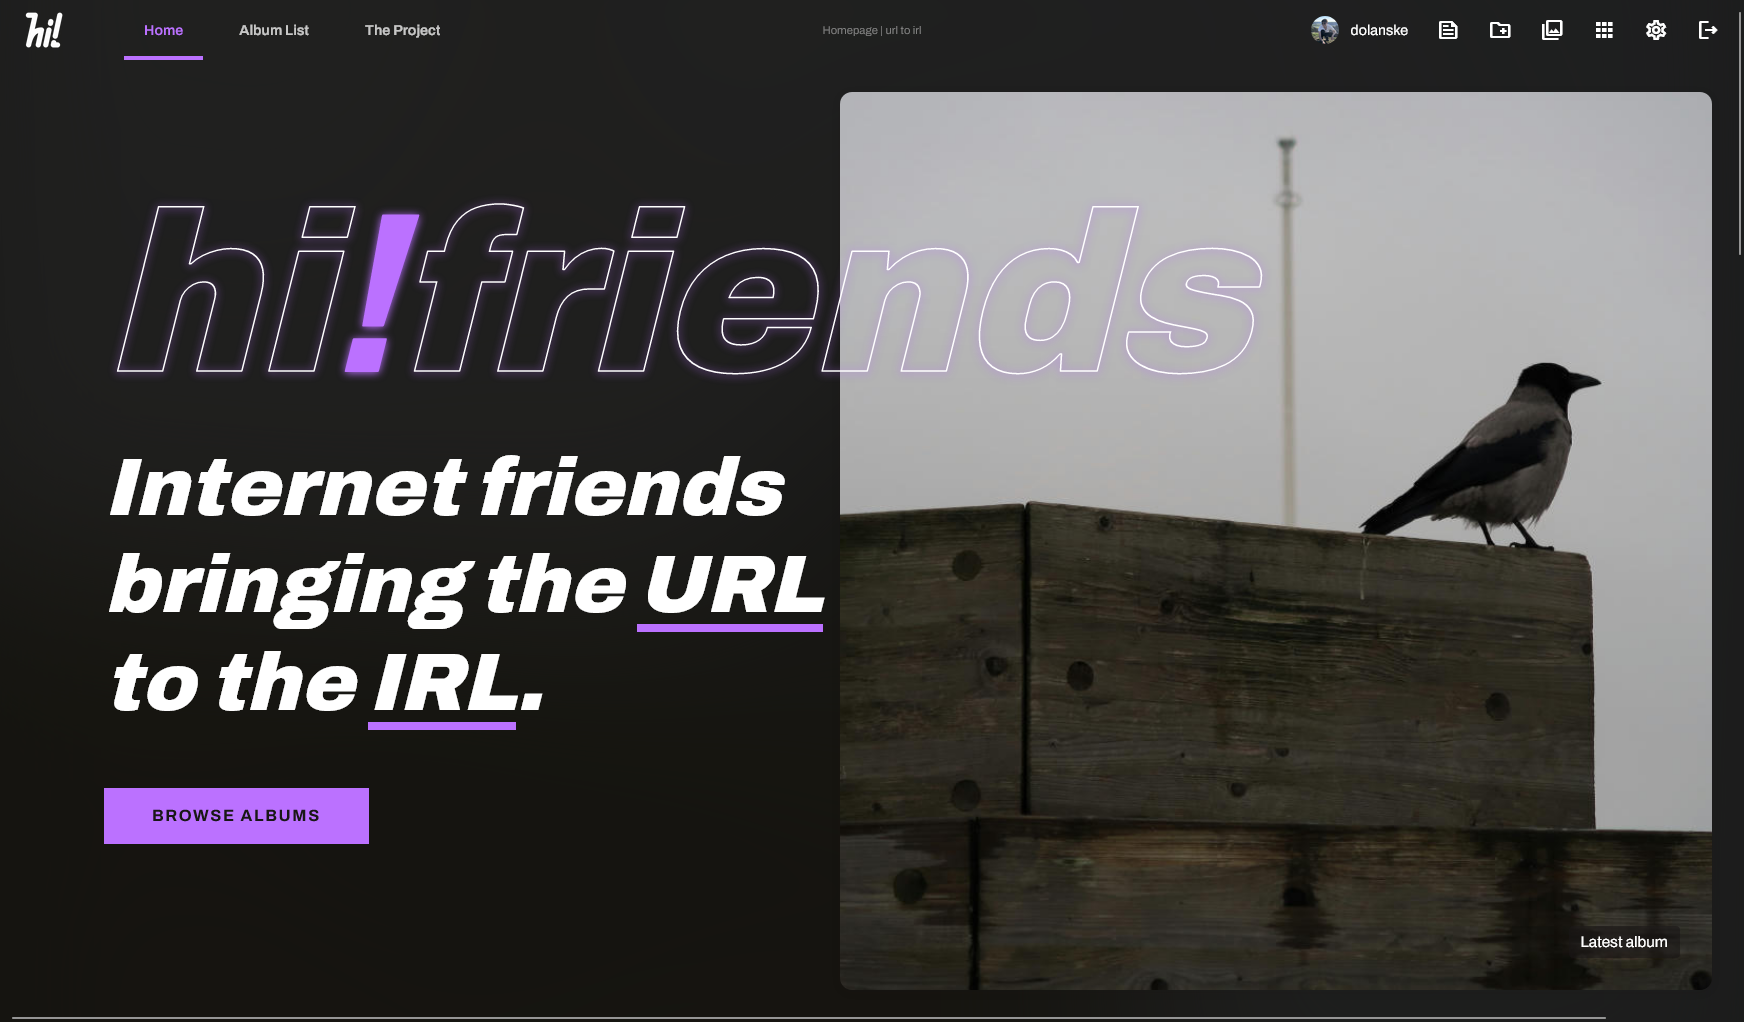 hi!
Home
Album List
The Project
Homepage | url to irl
dolanske
hi!friends
Internet friends
bringing the URL
to the IRL.
BROWSE ALBUMS
Latest album